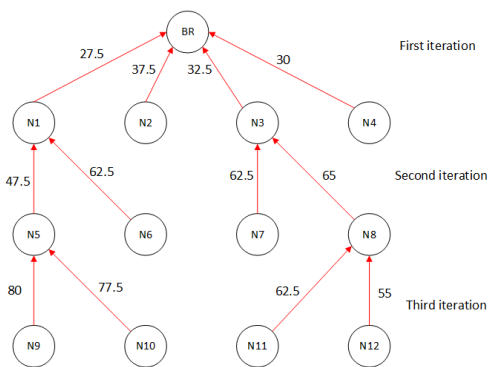 BR
First iteration
27.5
37.5
32.5
30
N1
N2
N3
N4
Second iteration
47.5
62.5
62.5
65
N5
N6
N7
N8
80
77.5
62.5
55
Third iteration
N9
N10
N11
N12